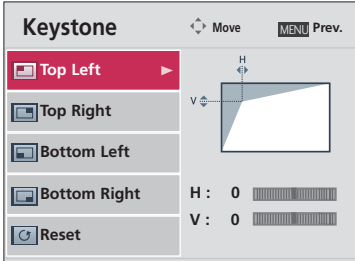 Keystone
Move
MENU Prev.
Top Left
Top Right
Bottom Left
Bottom Right
Reset
H
V
H : 0
V : 0